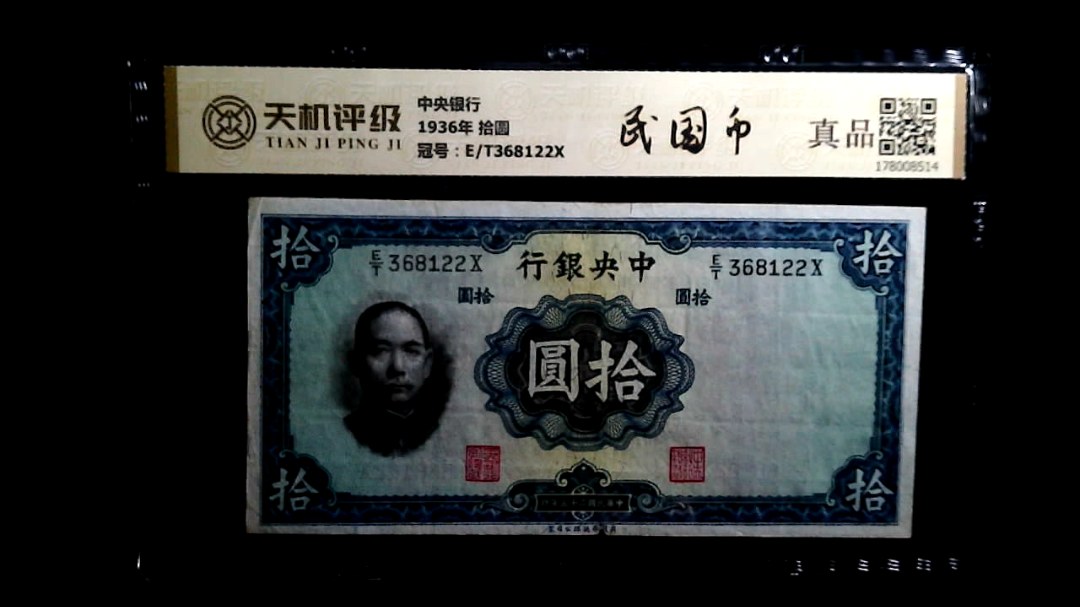 天机评级
TIAN JI PING JI
中央银行
1936年 拾圆
冠号：E/T368122X
民国币
真品
178008514
拾
拾
E/T 368122X
行銀央中
E/T 368122X
圓拾
圓拾
圓拾
拾
拾